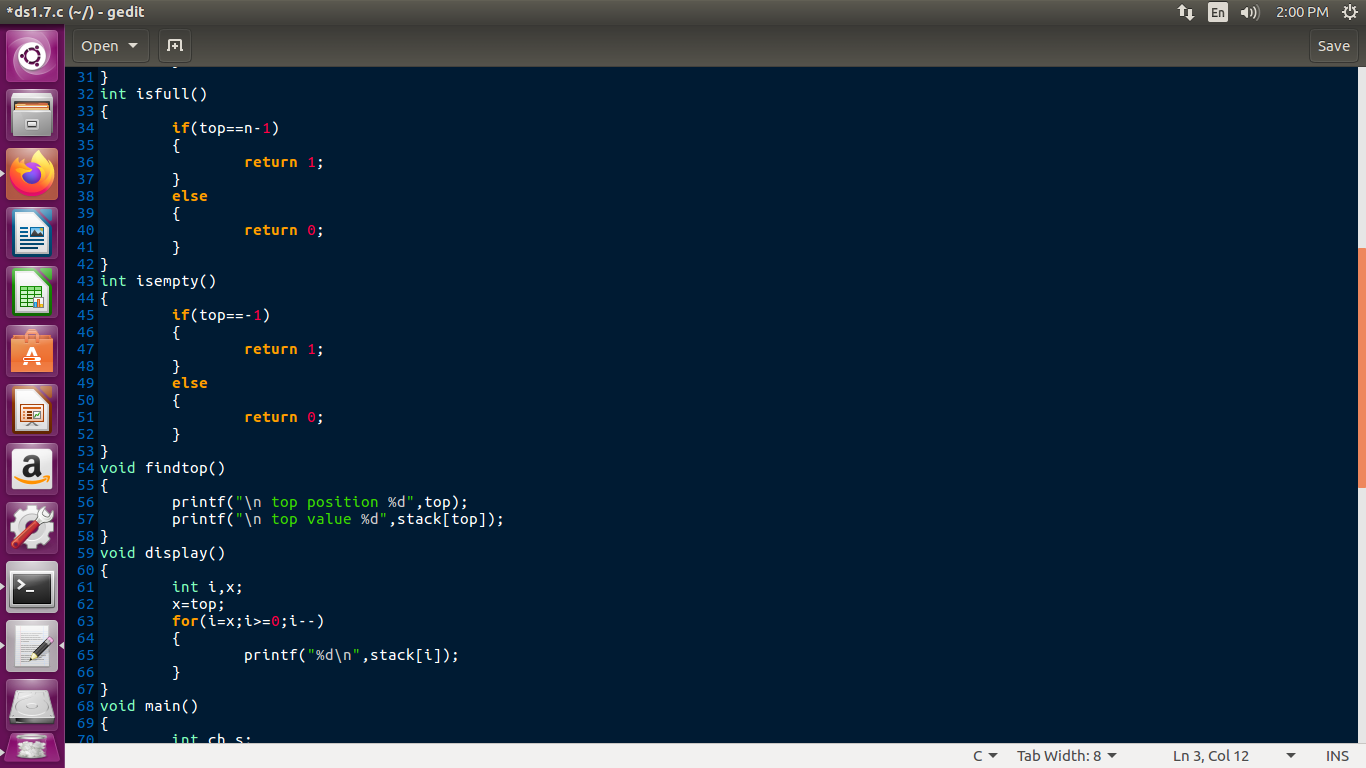 *ds1.7.c (~/) - gedit
En
2:00 PM
Open
Save
31 }
32 int isfull()
33 {
34         if(top==n-1)
35         {
36                 return 1;
37         }
38         else
39         {
40                 return 0;
41         }
42 }
43 int isempty()
44 {
45         if(top==-1)
46         {
47                 return 1;
48         }
49         else
50         {
51                 return 0;
52         }
53 }
54 void findtop()
55 {
56         printf("\n top position %d",top);
57         printf("\n top value %d",stack[top]);
58 }
59 void display()
60 {
61         int i,x;
62         x=top;
63         for(i=x;i>=0;i--)
64         {
65                 printf("%d\n",stack[i]);
66         }
67 }
68 void main()
69 {
70         int ch,s;
C
Tab Width: 8
Ln 3, Col 12
INS